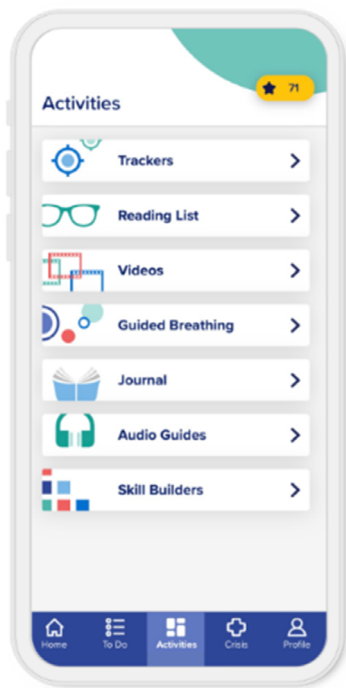 71
Activities
Trackers
Reading List
Videos
Guided Breathing
Journal
Audio Guides
Skill Builders
Home To Do Activities Crisis Profile